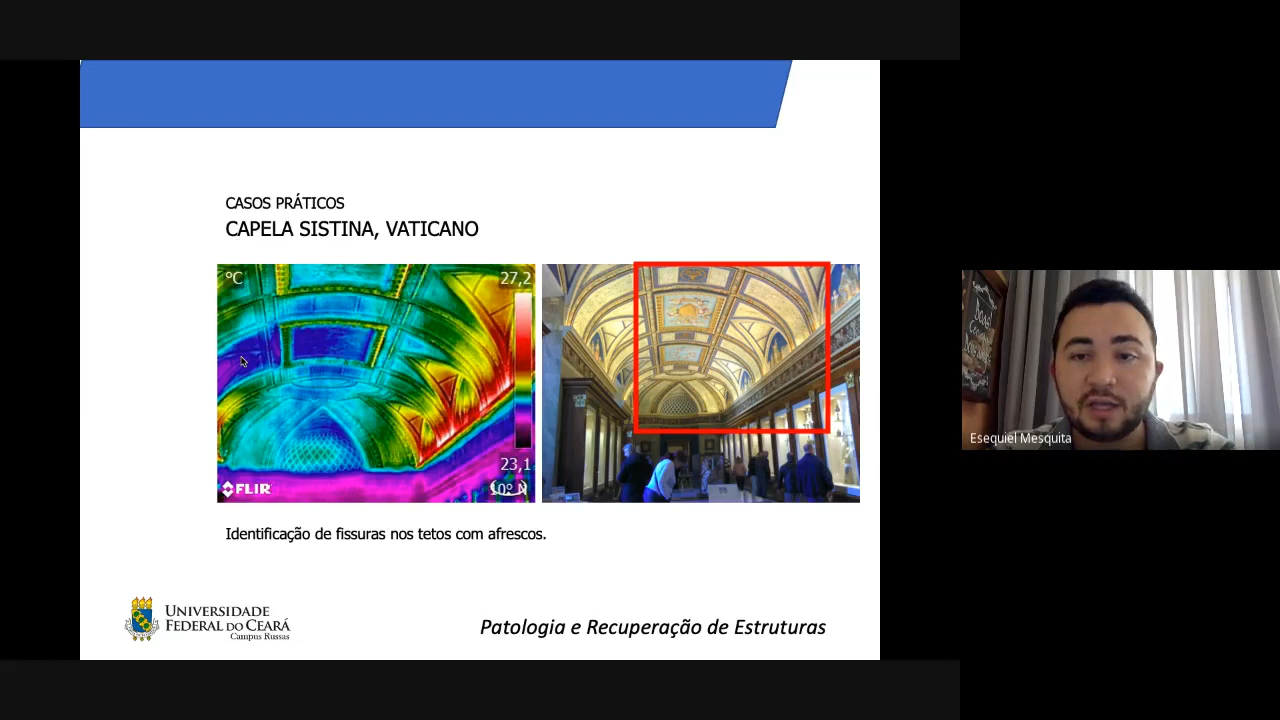 CASOS PRÁTICOS
CAPELA SISTINA, VATICANO
°C
27,2
23,1
FLIR
10° N
Identificação de fissuras nos tetos com afrescos.
UNIVERSIDADE
FEDERAL DO CEARÁ
Campus Russas
Patologia e Recuperação de Estruturas
Esequiel Mesquita